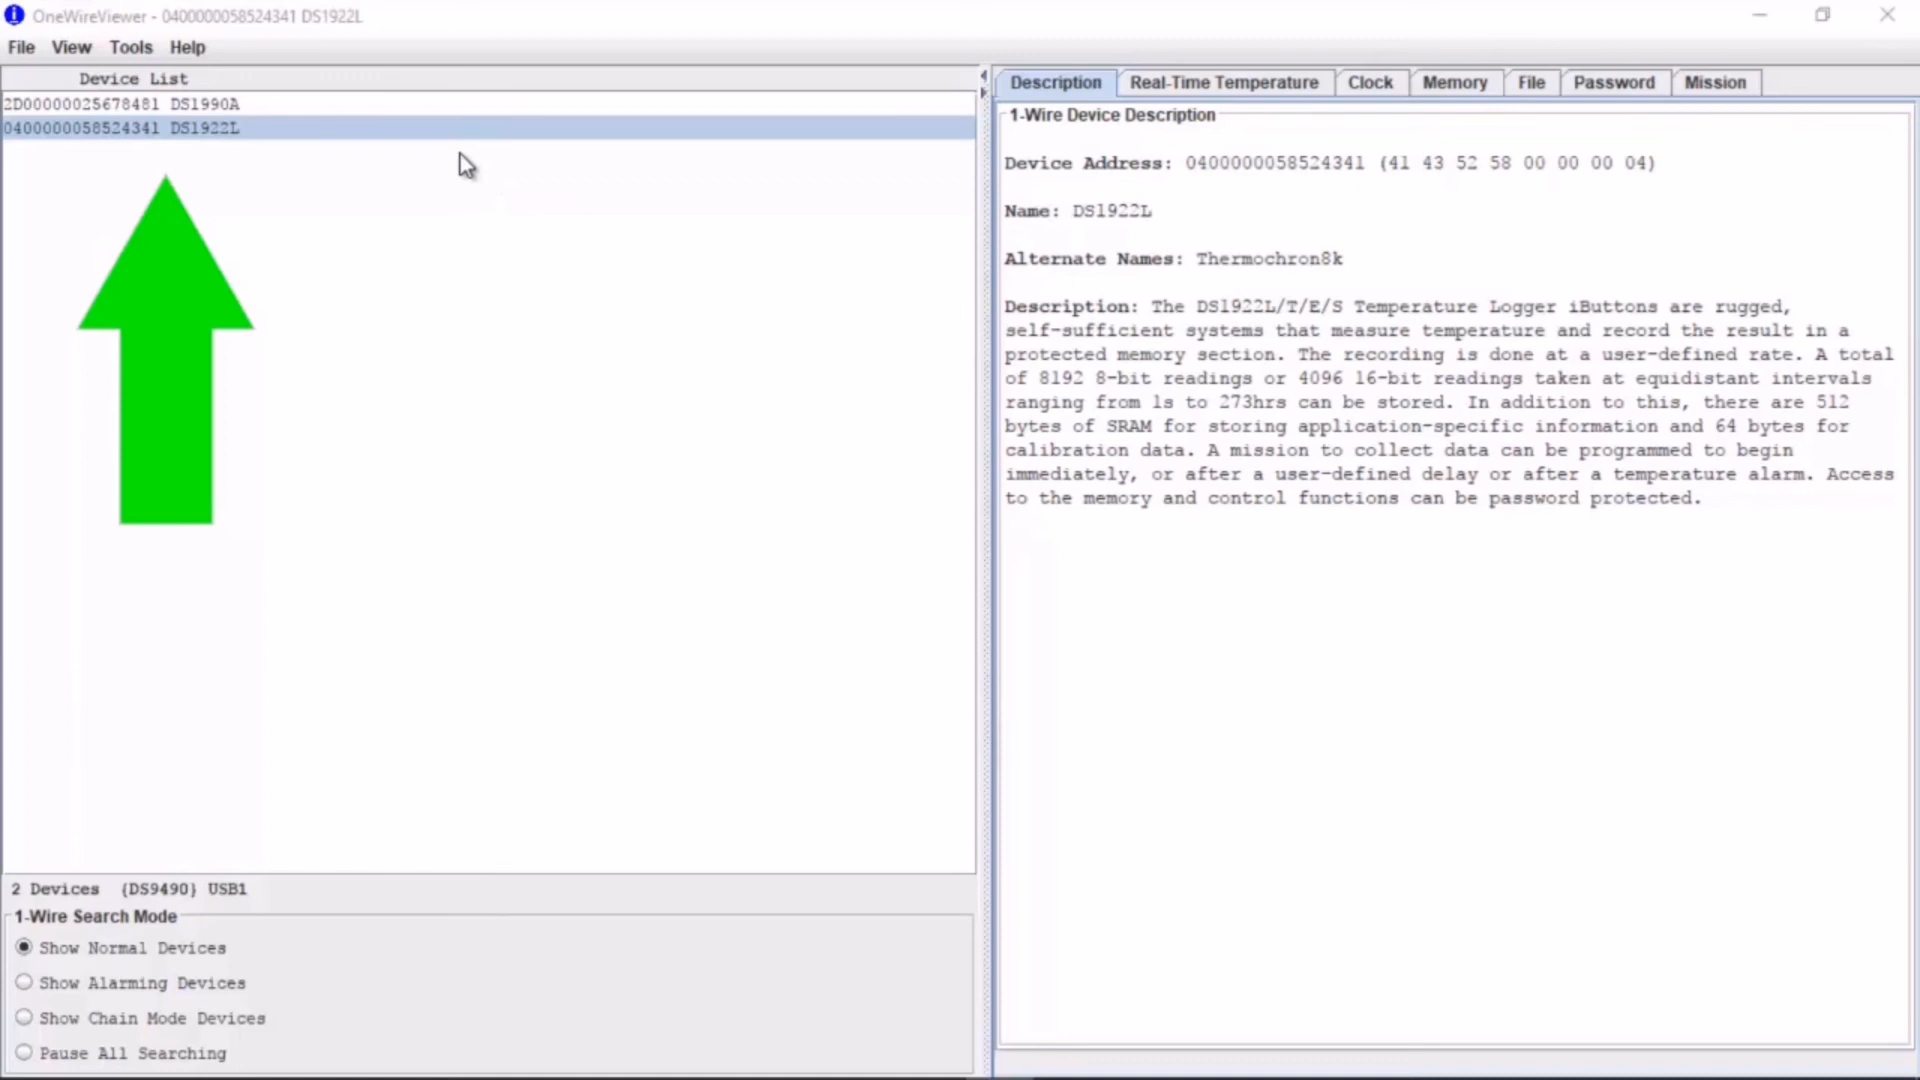 OneWireViewer - 0400000058524341 DS1922L
File View Tools Help
Device List
2D00000025678481 DS1990A
0400000058524341 DS1922L
2 Devices (DS9490) USB1
1-Wire Search Mode
Show Normal Devices
Show Alarming Devices
Show Chain Mode Devices
Pause All Searching
Description Real-Time Temperature Clock Memory File Password Mission
1-Wire Device Description
Device Address: 0400000058524341 (41 43 52 58 00 00 00 04)
Name: DS1922L
Alternate Names: Thermochron8k
Description: The DS1922L/T/E/S Temperature Logger iButtons are rugged,
self-sufficient systems that measure temperature and record the result in a
protected memory section. The recording is done at a user-defined rate. A total
of 8192 8-bit readings or 4096 16-bit readings taken at equidistant intervals
ranging from 1s to 273hrs can be stored. In addition to this, there are 512
bytes of SRAM for storing application-specific information and 64 bytes for
calibration data. A mission to collect data can be programmed to begin
immediately, or after a user-defined delay or after a temperature alarm. Access
to the memory and control functions can be password protected.